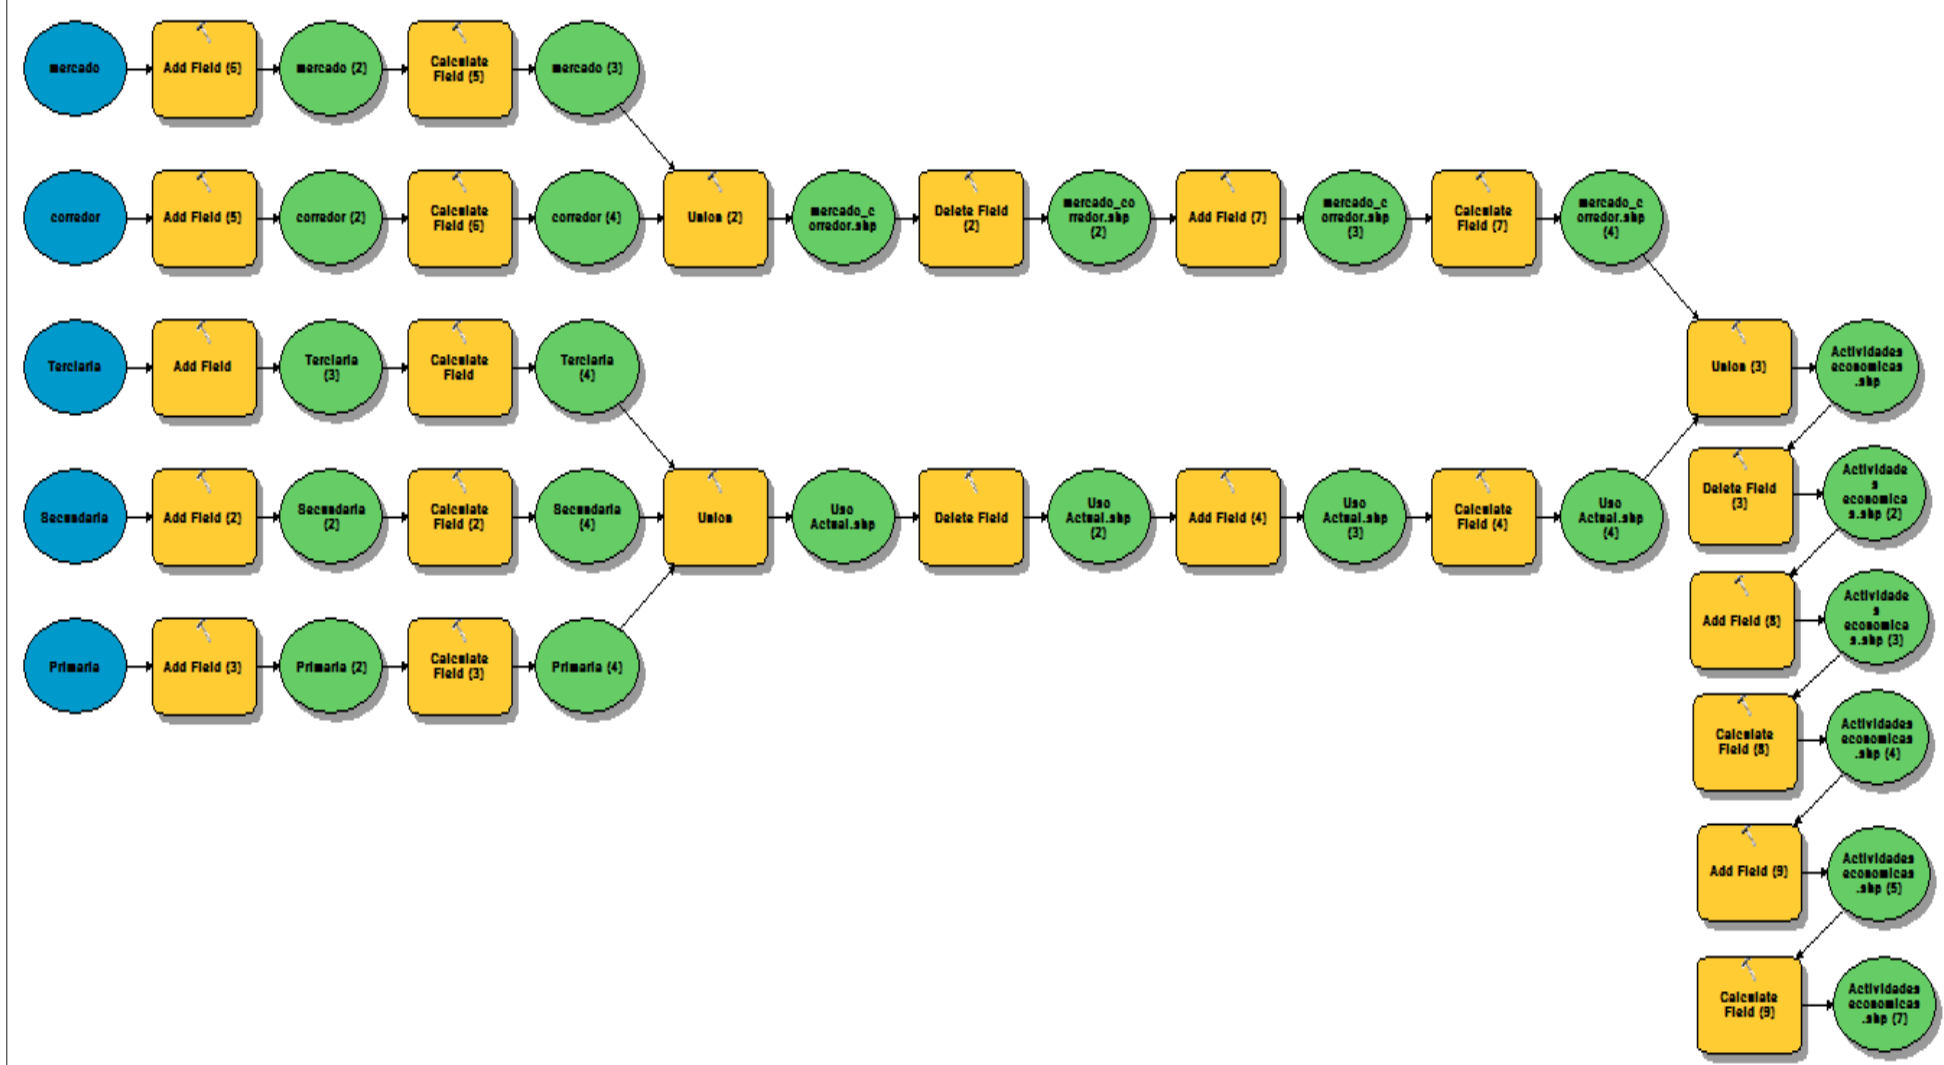 mercado
Add Field (6)
mercado (2)
Calculate
Field (5)
mercado (3)
corredor
Add Field (5)
corredor (2)
Calculate
Field (6)
corredor (4)
Union (2)
mercado_c
orredor.shp
Delete Field
(2)
mercado_co
rredor.shp
(2)
Add Field (7)
mercado_c
orredor.shp
(3)
Calculate
Field (7)
mercado_c
orredor.shp
(4)
Terciaria
Add Field
Terciaria
(3)
Calculate
Field
Terciaria
(4)
Union (3)
Actividades
economicas
.shp
Secundaria
Add Field (2)
Secundaria
(2)
Calculate
Field (2)
Secundaria
(4)
Union
Uso
Actual.shp
Delete Field
Uso
Actual.shp
(2)
Add Field (4)
Uso
Actual.shp
(3)
Calculate
Field (4)
Uso
Actual.shp
(4)
Delete Field
(3)
Actividade
s
economica
s.shp (2)
Primaria
Add Field (3)
Primaria (2)
Calculate
Field (3)
Primaria (4)
Add Field (8)
Actividade
s
economica
s.shp (3)
Calculate
Field (8)
Actividades
economicas
.shp (4)
Add Field (9)
Actividades
economicas
.shp (5)
Calculate
Field (9)
Actividades
economicas
.shp (7)